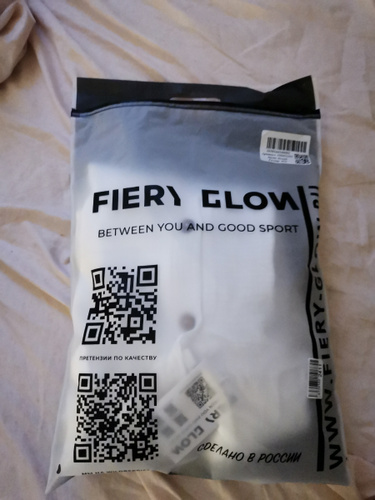 FIERY GLOW
BETWEEN YOU AND GOOD SPORT
ПРЕТЕНЗИИ ПО КАЧЕСТВУ
СДЕЛАНО В РОССИИ
WWW.FIERY-GLOW.RU